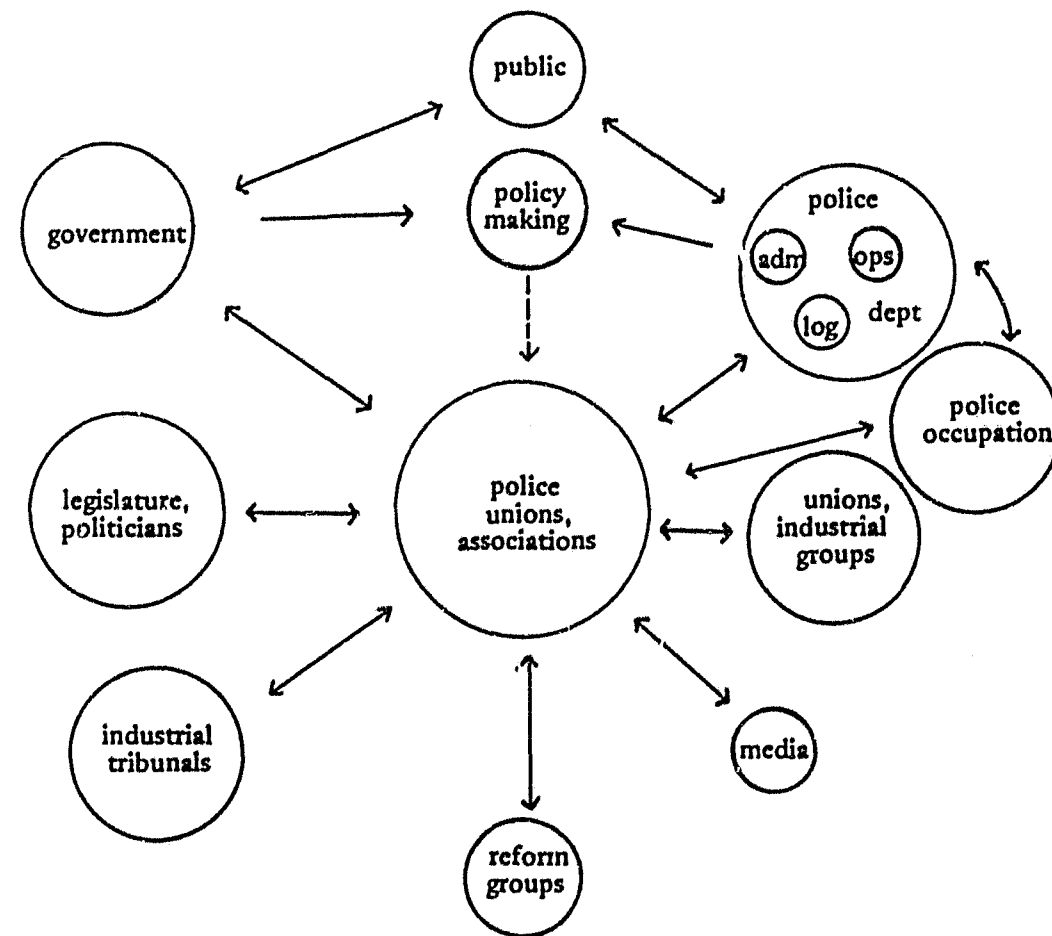 public
policy
making
government
police
adm
ops
log
dept
police
occupation
legislature,
politicians
police
unions,
associations
unions,
industrial
groups
industrial
tribunals
media
reform
groups